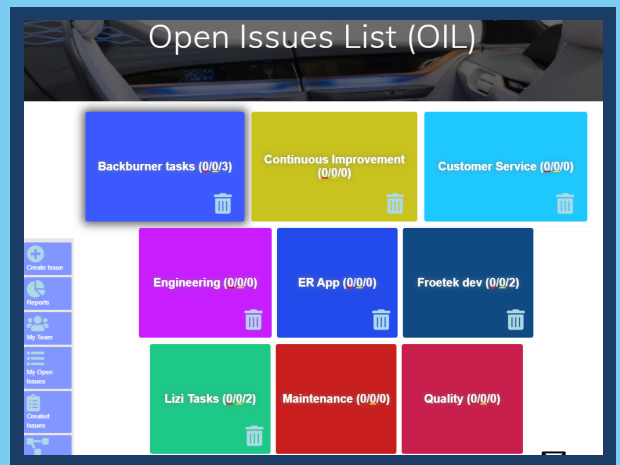 Open Issues List (OIL)
Backburner tasks (0/0/3)
Continuous Improvement
(0/0/0)
Customer Service (0/0/0)
Engineering (0/0/0)
ER App (0/0/0)
Froetek dev (0/0/2)
Lizi Tasks (0/0/2)
Maintenance (0/0/0)
Quality (0/0/0)
Create Issue
Reports
My Team
My Open
Issues
Created
Issues